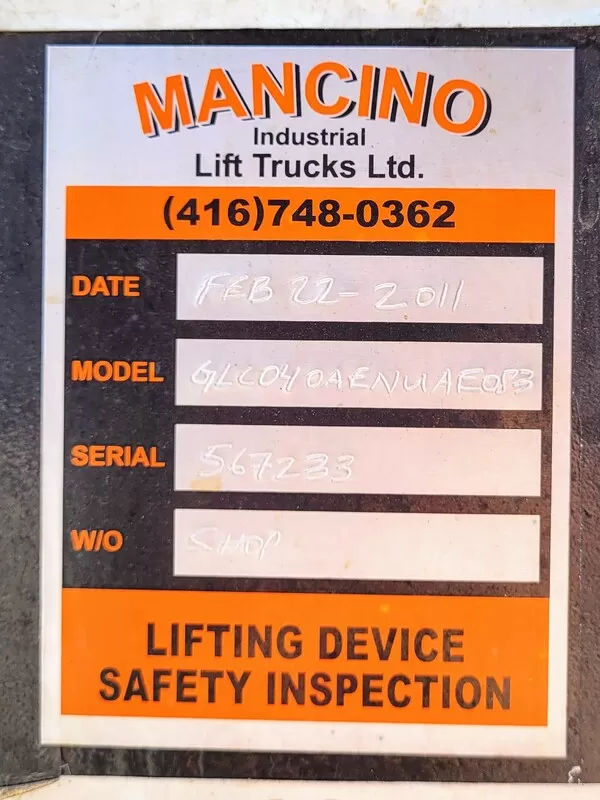 MANCINO
Industrial
Lift Trucks Ltd.
(416)748-0362
DATE FEB 22-2011
MODEL GLC040AENUAE083
SERIAL 567233
W/O SHOP
LIFTING DEVICE
SAFETY INSPECTION